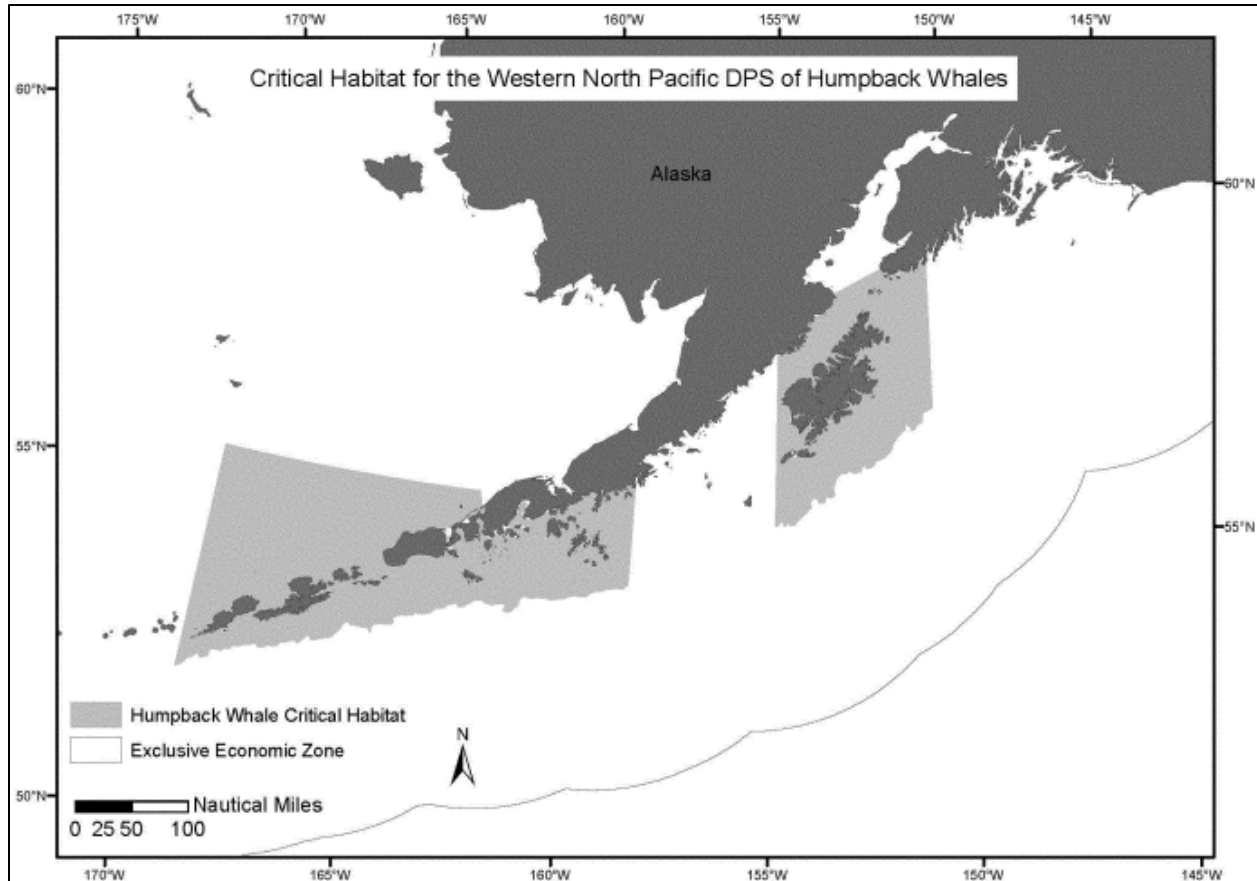 175°W 170°W 165°W 160°W 155°W 150°W 145°W
Critical Habitat for the Western North Pacific DPS of Humpback Whales
60°N
Alaska
60°N
55°N
55°N
Humpback Whale Critical Habitat
Exclusive Economic Zone
N
50°N
Nautical Miles
0 25 50 100
170°W 165°W 160°W 155°W 150°W 145°W